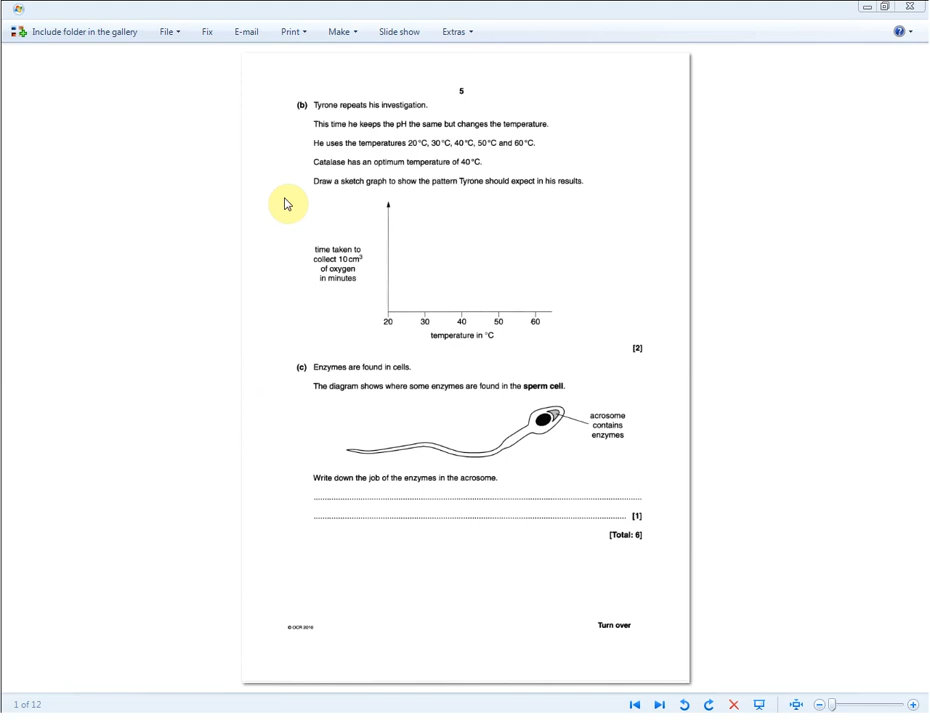 Include folder in the gallery File Fix E-mail Print Make Slide show Extras
5
(b) Tyrone repeats his investigation.
This time he keeps the pH the same but changes the temperature.
He uses the temperatures 20°C, 30°C, 40°C, 50°C and 60°C.
Catalase has an optimum temperature of 40°C.
Draw a sketch graph to show the pattern Tyrone should expect in his results.
time taken to
collect 10 cm³
of oxygen
in minutes
20 30 40 50 60
temperature in °C
[2]
(c) Enzymes are found in cells.
The diagram shows where some enzymes are found in the sperm cell.
acrosome
contains
enzymes
Write down the job of the enzymes in the acrosome.
[1]
[Total: 6]
© OCR 2010
Turn over
1 of 12